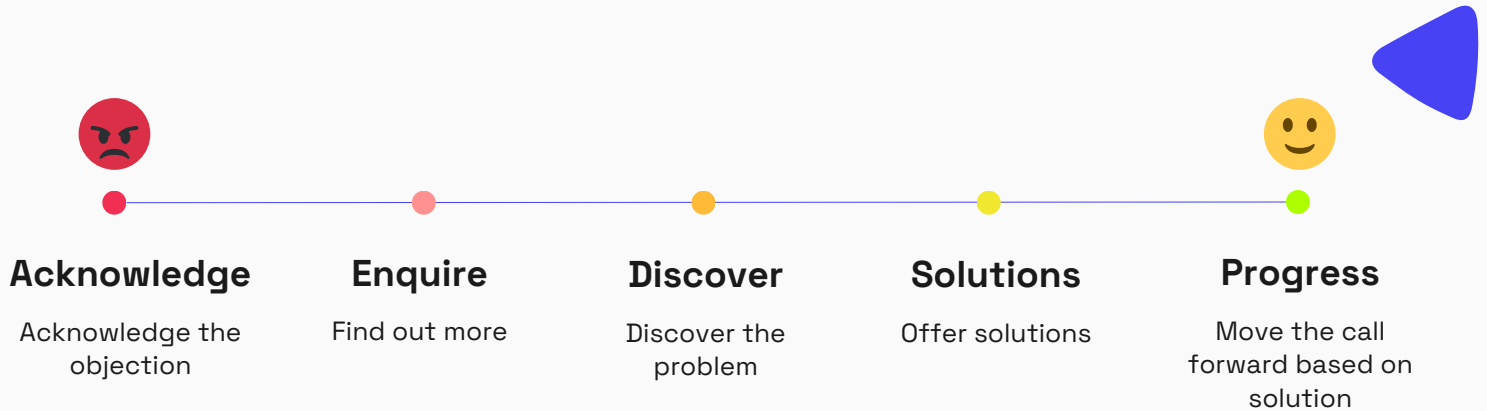 Acknowledge
Acknowledge the
objection
Enquire
Find out more
Discover
Discover the
problem
Solutions
Offer solutions
Progress
Move the call
forward based on
solution